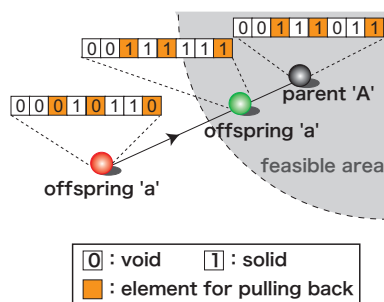 0 0 1 1 1 0 1 1
0 0 1 1 1 1 1 1
parent 'A'
0 0 0 1 0 1 1 0
offspring 'a'
feasible area
offspring 'a'
0 : void 1 : solid
: element for pulling back